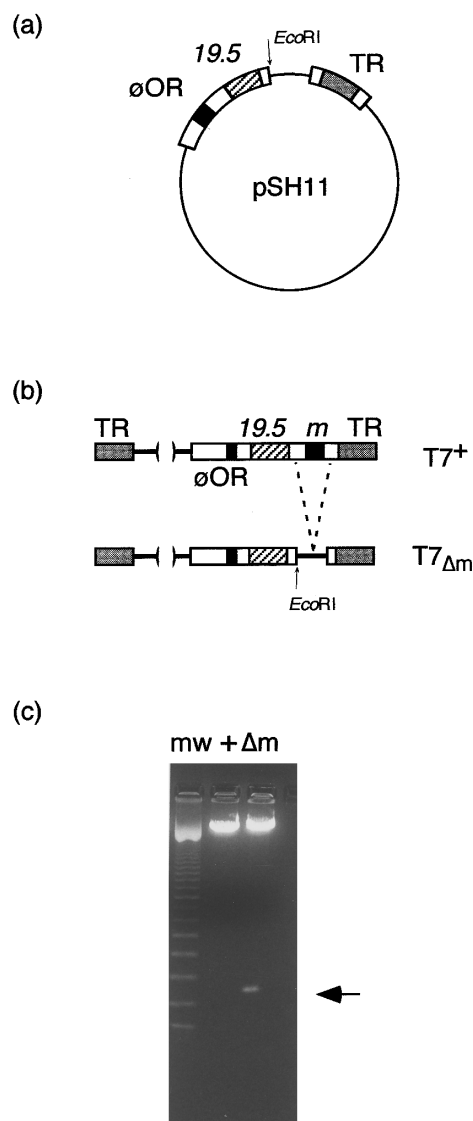 (a)
EcoRI
19.5
TR
øOR
pSH11
(b)
TR
19.5
m
TR
øOR
T7+
T7Δm
EcoRI
(c)
mw + Δm